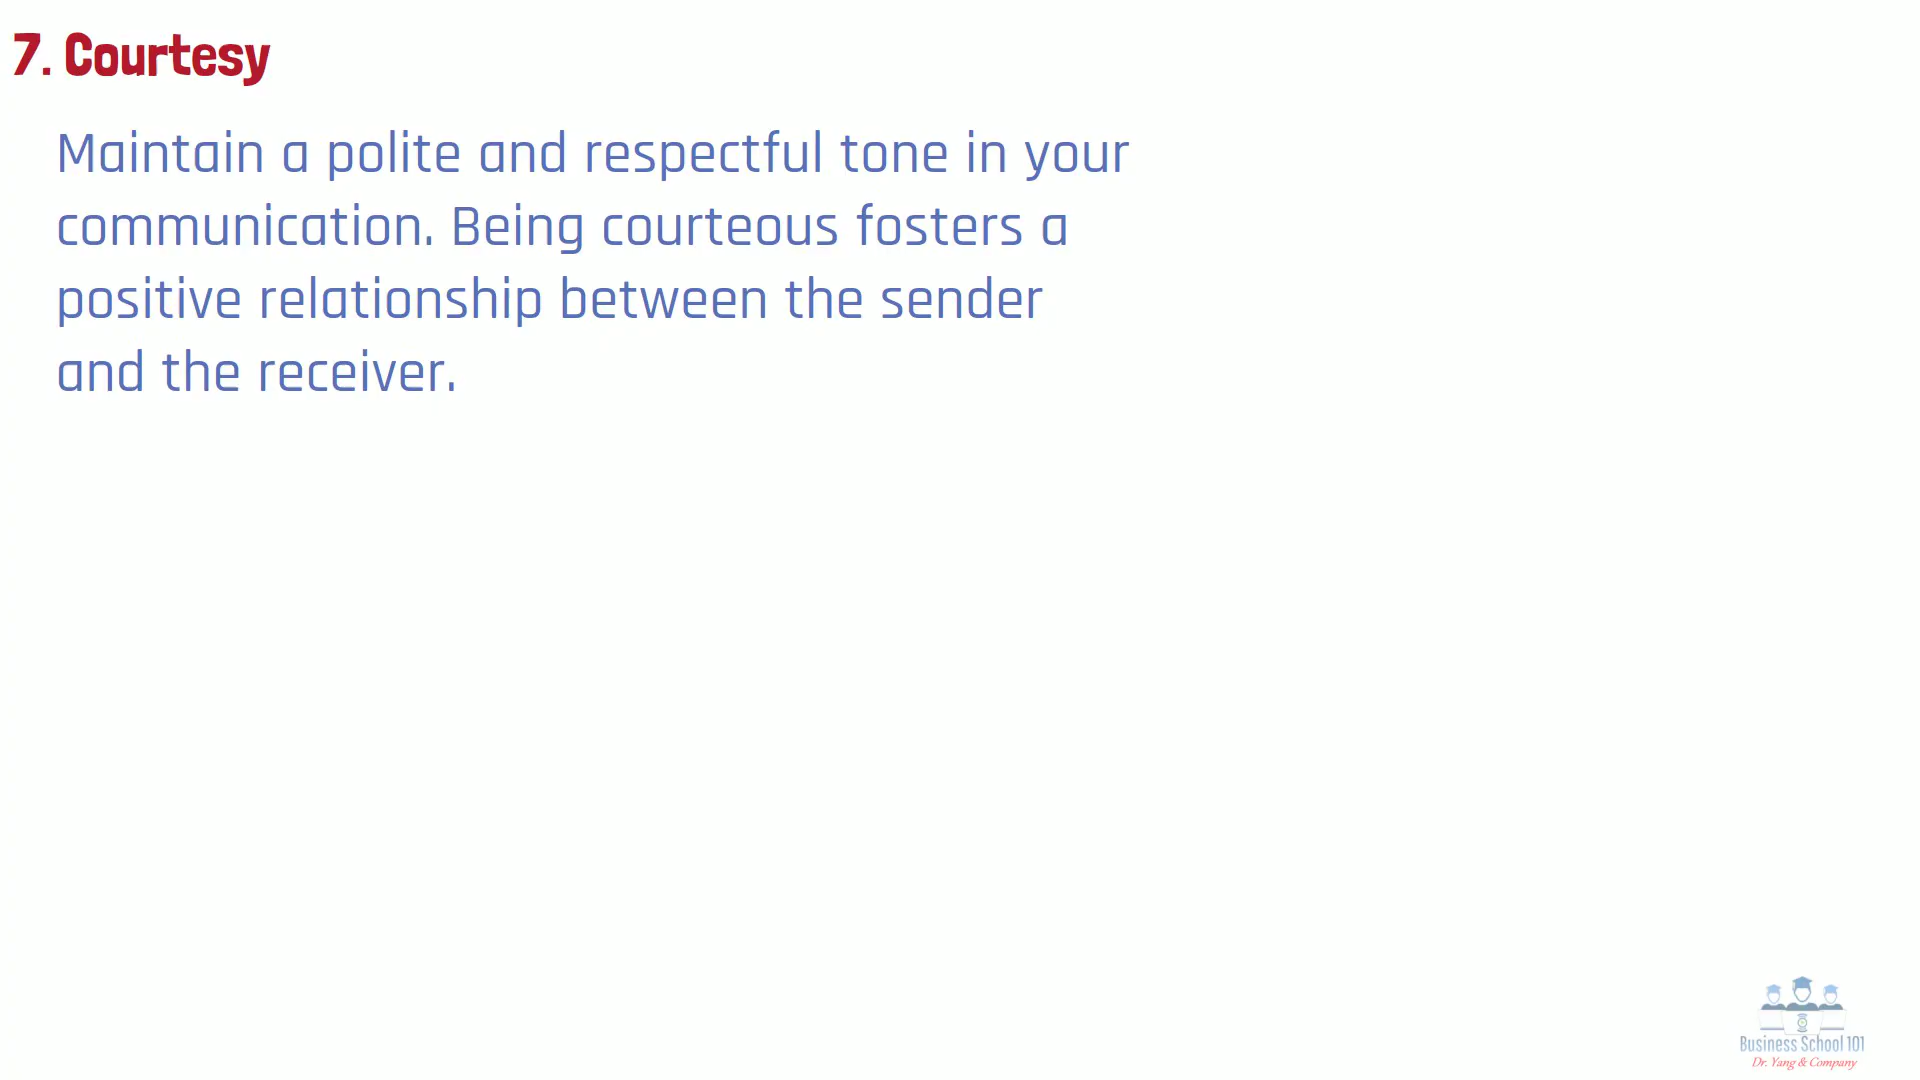 7. Courtesy
Maintain a polite and respectful tone in your
communication. Being courteous fosters a
positive relationship between the sender
and the receiver.
Business School 101
Dr. Yang & Company